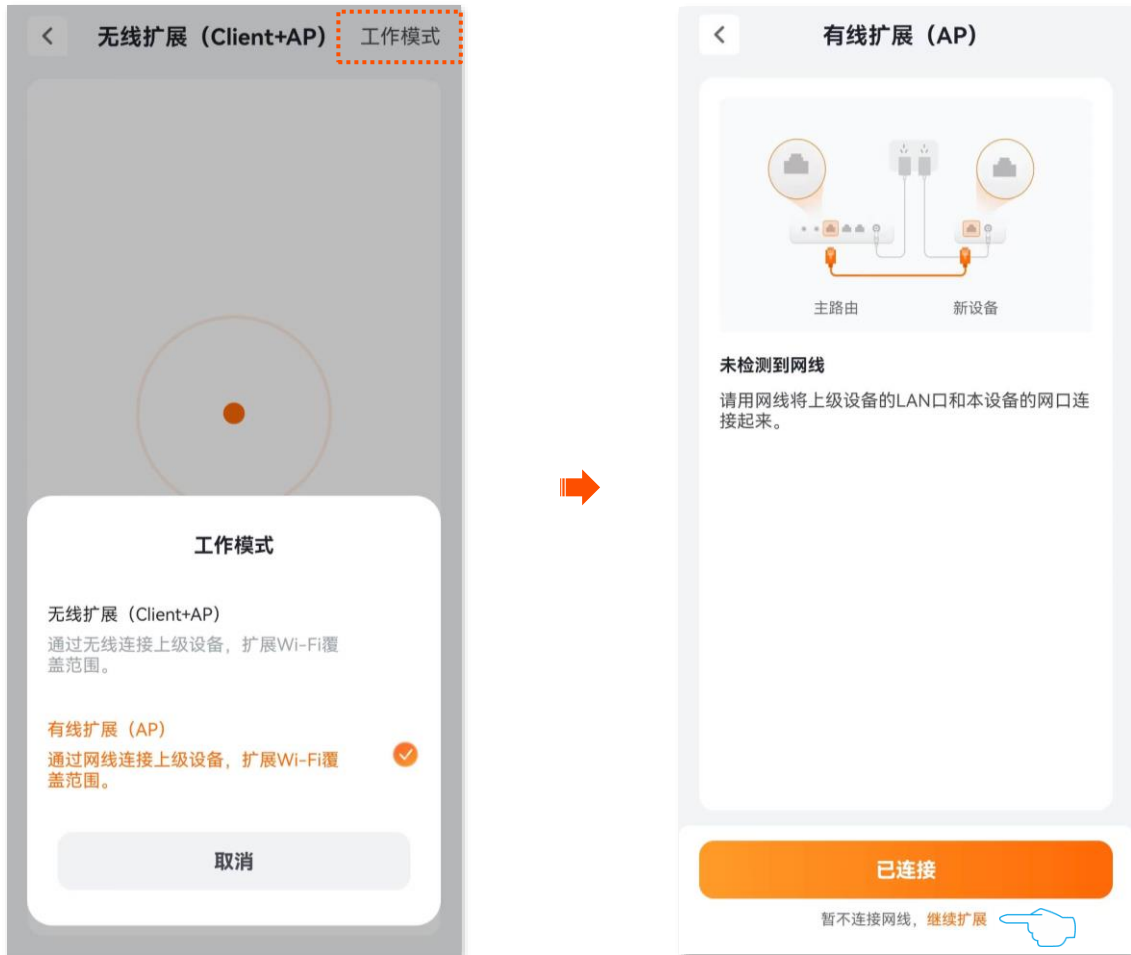 无线扩展（Client+AP）
工作模式
工作模式
无线扩展（Client+AP）
通过无线连接上级设备，扩展Wi-Fi覆
盖范围。
有线扩展（AP）
通过网线连接上级设备，扩展Wi-Fi覆
盖范围。
取消
有线扩展（AP）
主路由
新设备
未检测到网线
请用网线将上级设备的LAN口和本设备的网口连
接起来。
已连接
暂不连接网线，继续扩展